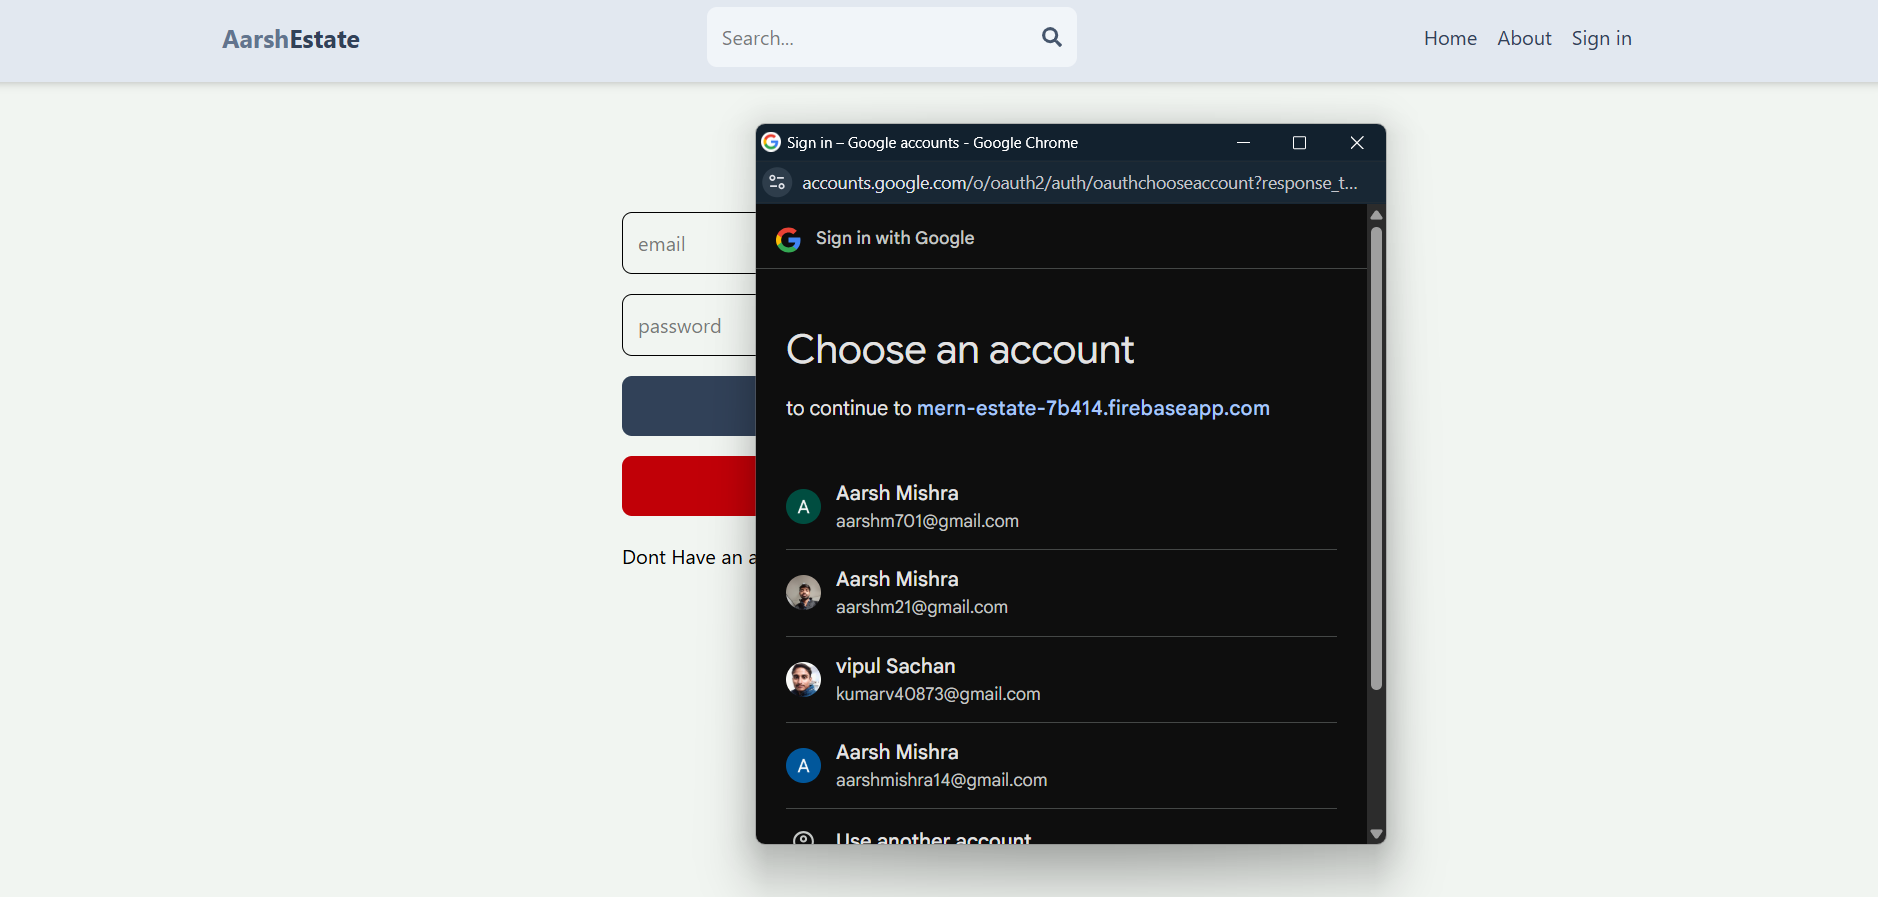 AarshEstate
Search...
Home About Sign in
Sign in – Google accounts - Google Chrome
accounts.google.com/o/oauth2/auth/oauthchooseaccount?response_t...
Sign in with Google
email
password
Dont Have an a
Choose an account
to continue to mern-estate-7b414.firebaseapp.com
A
Aarsh Mishra
aarshm701@gmail.com
Aarsh Mishra
aarshm21@gmail.com
vipul Sachan
kumarv40873@gmail.com
A
Aarsh Mishra
aarshmishra14@gmail.com
Use another account